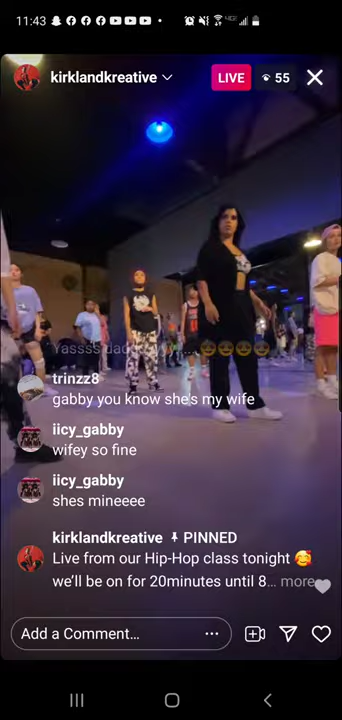 11:43
kirklandkreative
LIVE
55
Yassss
trinzz8
gabby you know she's my wife
iicy_gabby
wifey so fine
iicy_gabby
shes mineeee
kirklandkreative PINNED
Live from our Hip-Hop class tonight 🥰
we'll be on for 20minutes until 8... more
Add a Comment...